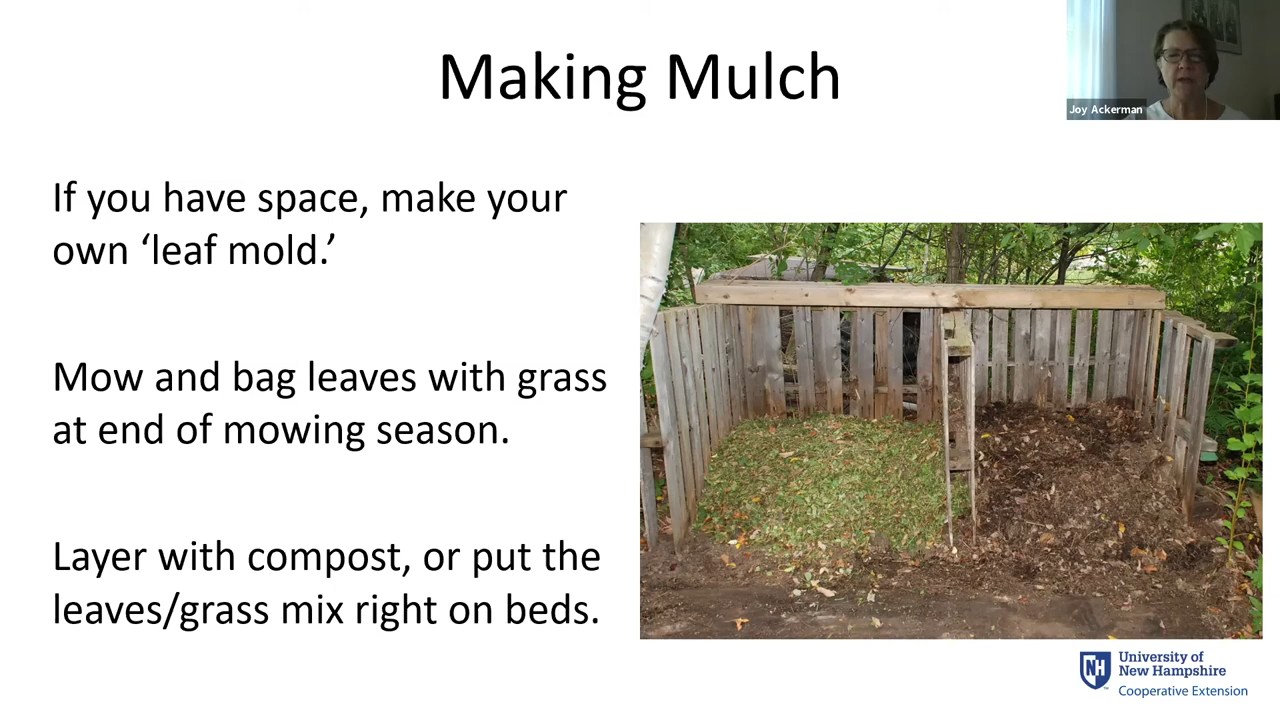 Making Mulch
Joy Ackerman
If you have space, make your
own ‘leaf mold.’
Mow and bag leaves with grass
at end of mowing season.
Layer with compost, or put the
leaves/grass mix right on beds.
NH
University of
New Hampshire
Cooperative Extension